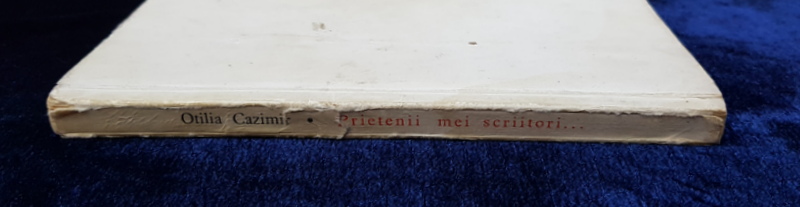 Otilia Cazimir • Prietenii mei scriitori...